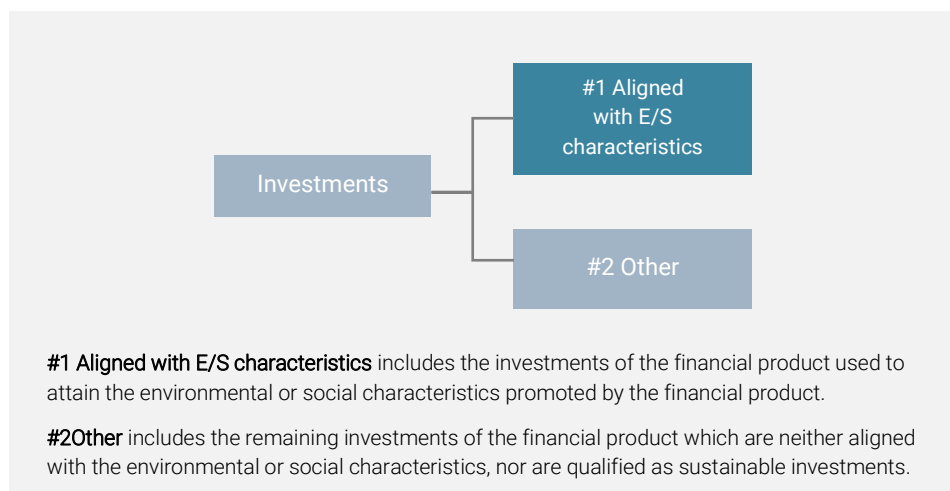 #1 Aligned
with E/S
characteristics
Investments
#2 Other
#1 Aligned with E/S characteristics includes the investments of the financial product used to
attain the environmental or social characteristics promoted by the financial product.
#2Other includes the remaining investments of the financial product which are neither aligned
with the environmental or social characteristics, nor are qualified as sustainable investments.